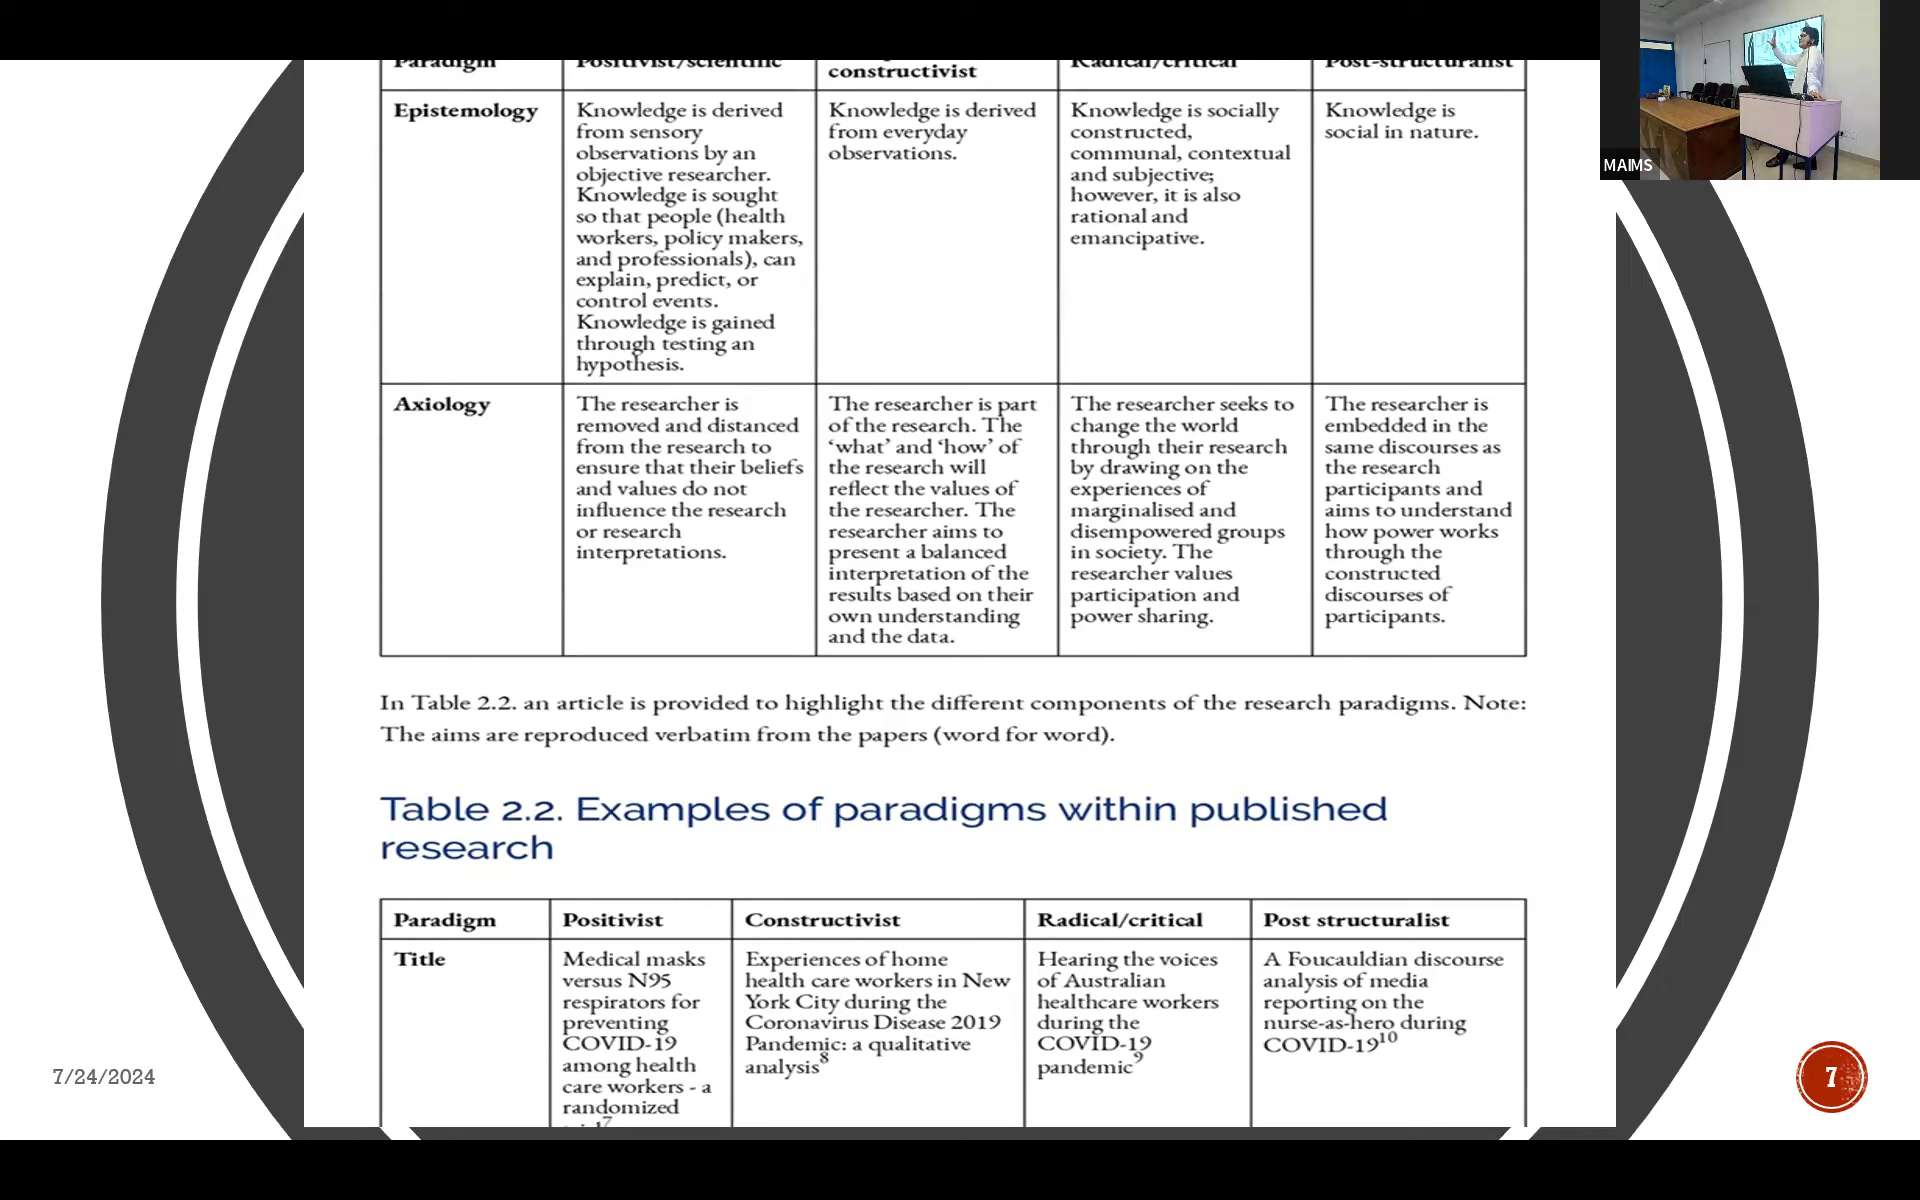 Paradigm
Positivist/scientific
constructivist
Radical/critical
Post-structuralist
Epistemology
Knowledge is derived
from sensory
observations by an
objective researcher.
Knowledge is sought
so that people (health
workers, policy makers,
and professionals), can
explain, predict, or
control events.
Knowledge is gained
through testing an
hypothesis.
Knowledge is derived
from everyday
observations.
Knowledge is socially
constructed,
communal, contextual
and subjective;
however, it is also
rational and
emancipative.
Knowledge is
social in nature.
Axiology
The researcher is
removed and distanced
from the research to
ensure that their beliefs
and values do not
influence the research
or research
interpretations.
The researcher is part
of the research. The
‘what’ and ‘how’ of
the research will
reflect the values of
the researcher. The
researcher aims to
present a balanced
interpretation of the
results based on their
own understanding
and the data.
The researcher seeks to
change the world
through their research
by drawing on the
experiences of
marginalised and
disempowered groups
in society. The
researcher values
participation and
power sharing.
The researcher is
embedded in the
same discourses as
the research
participants and
aims to understand
how power works
through the
constructed
discourses of
participants.
In Table 2.2. an article is provided to highlight the different components of the research paradigms. Note:
The aims are reproduced verbatim from the papers (word for word).
Table 2.2. Examples of paradigms within published
research
Paradigm
Positivist
Constructivist
Radical/critical
Post structuralist
Title
Medical masks
versus N95
respirators for
preventing
COVID-19
among health
care workers - a
randomized
Experiences of home
health care workers in New
York City during the
Coronavirus Disease 2019
Pandemic: a qualitative
analysis8
Hearing the voices
of Australian
healthcare workers
during the
COVID-19
pandemic9
A Foucauldian discourse
analysis of media
reporting on the
nurse-as-hero during
COVID-1910
7/24/2024
7
MAIMS